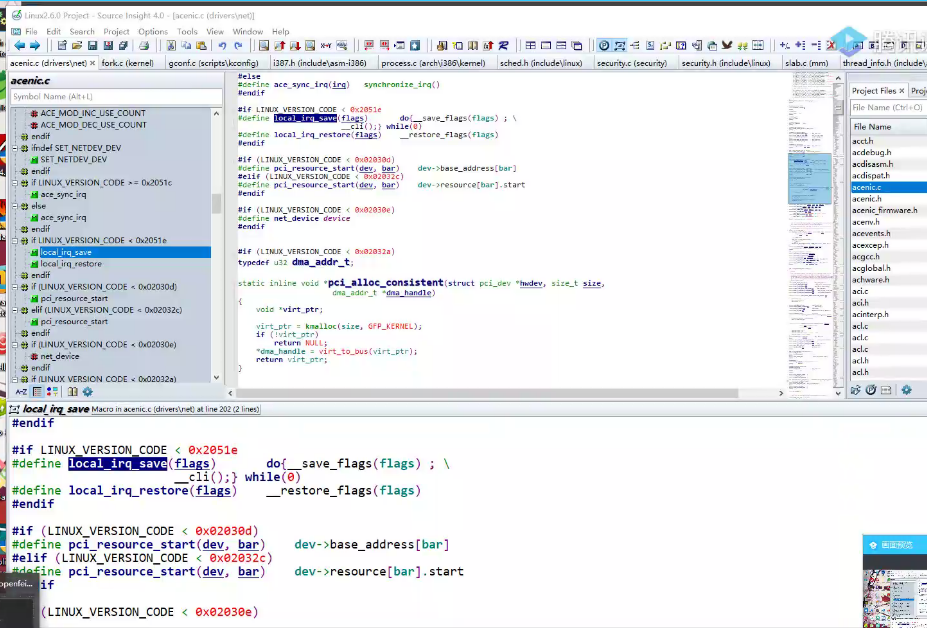 Linux2.6.0 Project - Source Insight 4.0 - [acenic.c (drivers\net)]
File Edit Search Project Options Tools View Window Help
acenic.c (drivers\net) × fork.c (kernel) gconf.c (scripts\kconfig) i387.h (include\asm-i386) process.c (arch\i386\kernel) sched.h (include\linux) security.c (security) security.h (include\linux) slab.c (mm) thread_info.h (include\
acenic.c
Symbol Name (Alt+L)
ACE_MOD_INC_USE_COUNT
ACE_MOD_DEC_USE_COUNT
endif
ifndef SET_NETDEV_DEV
SET_NETDEV_DEV
endif
if LINUX_VERSION_CODE >= 0x2051c
ace_sync_irq
else
ace_sync_irq
endif
if LINUX_VERSION_CODE < 0x2051e
local_irq_save
local_irq_restore
endif
if (LINUX_VERSION_CODE < 0x02030d)
pci_resource_start
elif (LINUX_VERSION_CODE < 0x02032c)
pci_resource_start
endif
if (LINUX_VERSION_CODE < 0x02030e)
net_device
endif
if (LINUX_VERSION_CODE < 0x02032a)
A-Z
#else
#define ace_sync_irq(irq) synchronize_irq()
#endif
#if LINUX_VERSION_CODE < 0x2051e
#define local_irq_save(flags) do{__save_flags(flags) ; \
__cli();} while(0)
#define local_irq_restore(flags) __restore_flags(flags)
#endif
#if (LINUX_VERSION_CODE < 0x02030d)
#define pci_resource_start(dev, bar) dev->base_address[bar]
#elif (LINUX_VERSION_CODE < 0x02032c)
#define pci_resource_start(dev, bar) dev->resource[bar].start
#endif
#if (LINUX_VERSION_CODE < 0x02030e)
#define net_device device
#endif
#if (LINUX_VERSION_CODE < 0x02032a)
typedef u32 dma_addr_t;
static inline void *pci_alloc_consistent(struct pci_dev *hwdev, size_t size,
dma_addr_t *dma_handle)
{
void *virt_ptr;
virt_ptr = kmalloc(size, GFP_KERNEL);
if (!virt_ptr)
return NULL;
*dma_handle = virt_to_bus(virt_ptr);
return virt_ptr;
}
Project Files × Proj
File Name (Ctrl+O)
File Name
acct.h
acdebug.h
acdisasm.h
acdispat.h
acenic.c
acenic.h
acenic_firmware.h
acenv.h
acevents.h
acexcep.h
acgcc.h
acglobal.h
achware.h
aci.c
aci.h
acinterp.h
acl.c
acl.c
acl.c
acl.h
acl.h
local_irq_save Macro in acenic.c (drivers\net) at line 202 (2 lines)
#endif
#if LINUX_VERSION_CODE < 0x2051e
#define local_irq_save(flags) do{__save_flags(flags) ; \
__cli();} while(0)
#define local_irq_restore(flags) __restore_flags(flags)
#endif
#if (LINUX_VERSION_CODE < 0x02030d)
#define pci_resource_start(dev, bar) dev->base_address[bar]
#elif (LINUX_VERSION_CODE < 0x02032c)
#define pci_resource_start(dev, bar) dev->resource[bar].start
if
(LINUX_VERSION_CODE < 0x02030e)
openfei...
画面预览